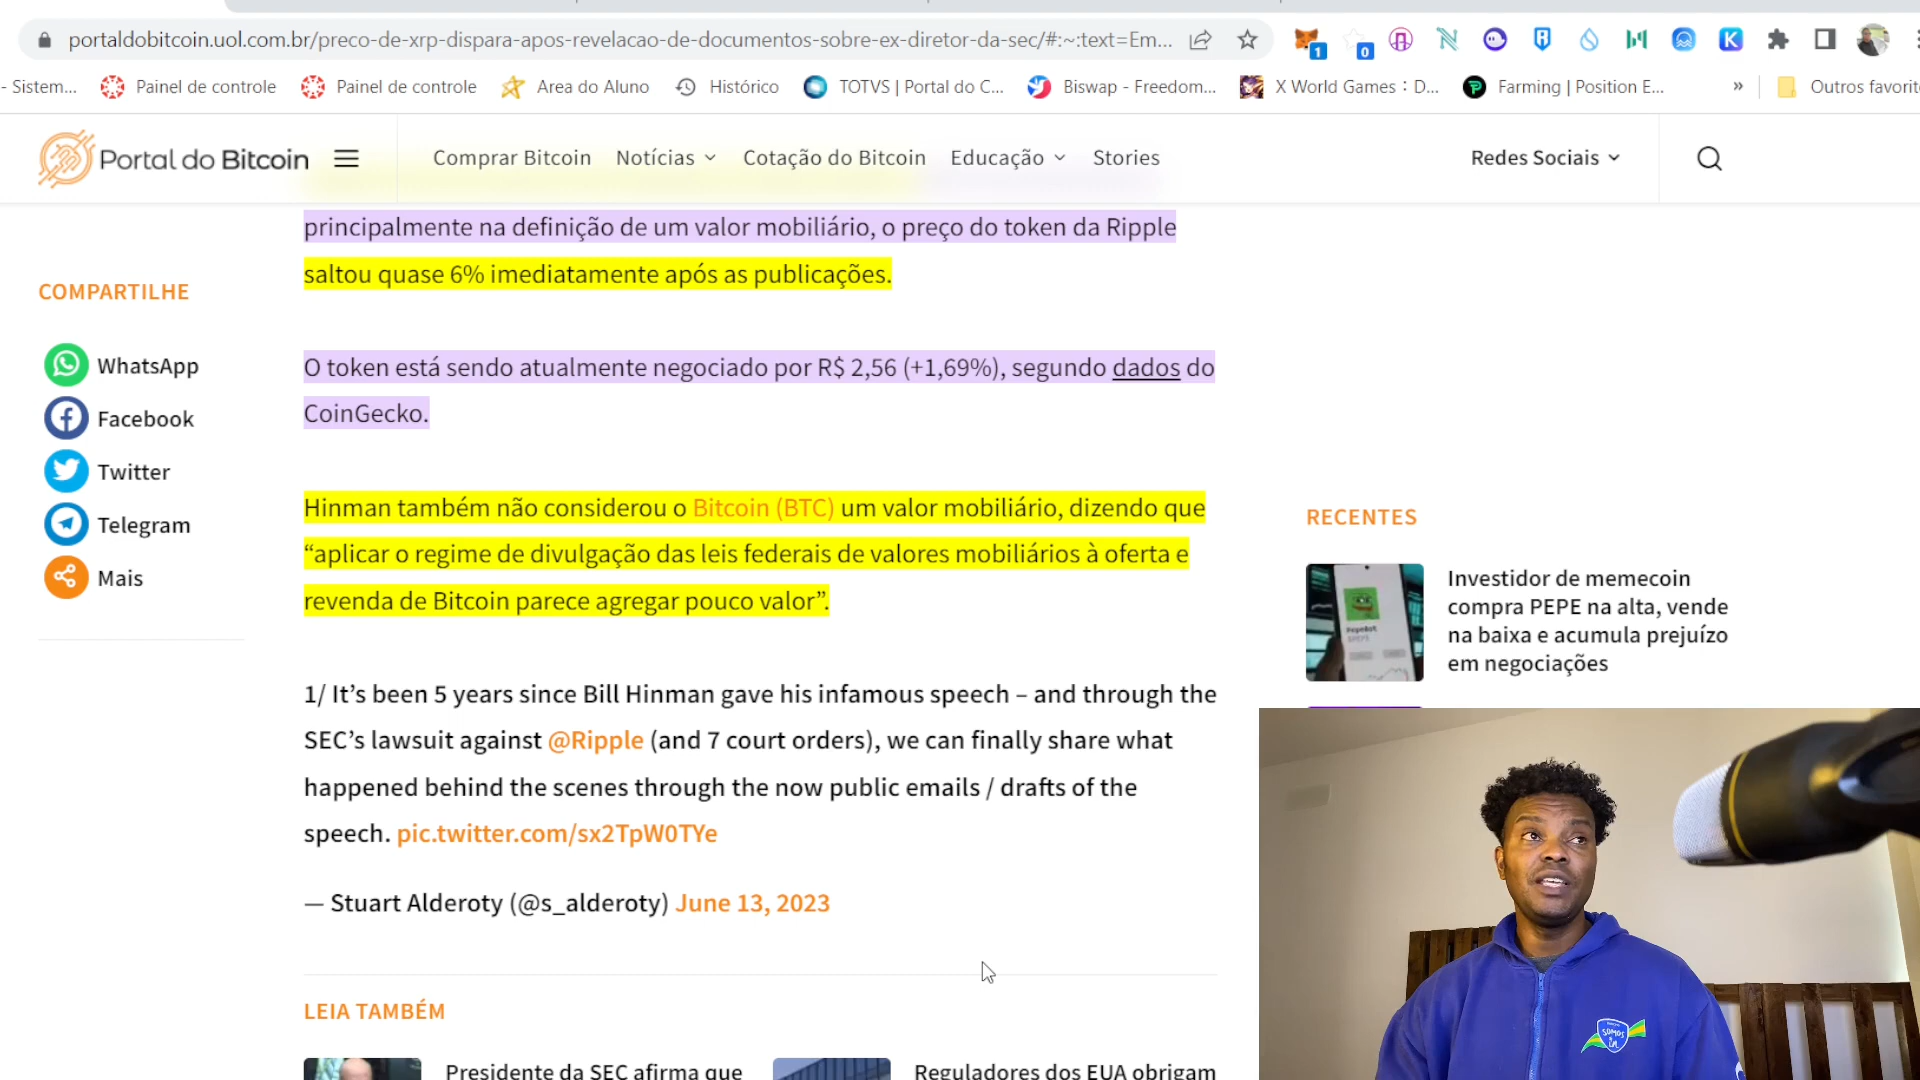 portaldobitcoin.uol.com.br/preco-de-xrp-dispara-apos-revelacao-de-documentos-sobre-ex-diretor-da-sec/#:~:text=Em...
1
0
- Sistem...
Painel de controle
Painel de controle
Area do Aluno
Histórico
TOTVS | Portal do C...
Biswap - Freedom...
X World Games : D...
Farming | Position E...
»
Outros favorit
Portal do Bitcoin
Comprar Bitcoin
Notícias
Cotação do Bitcoin
Educação
Stories
Redes Sociais
principalmente na definição de um valor mobiliário, o preço do token da Ripple
saltou quase 6% imediatamente após as publicações.
COMPARTILHE
WhatsApp
Facebook
Twitter
Telegram
Mais
O token está sendo atualmente negociado por R$ 2,56 (+1,69%), segundo dados do
CoinGecko.
Hinman também não considerou o Bitcoin (BTC) um valor mobiliário, dizendo que
“aplicar o regime de divulgação das leis federais de valores mobiliários à oferta e
revenda de Bitcoin parece agregar pouco valor”.
1/ It’s been 5 years since Bill Hinman gave his infamous speech – and through the
SEC’s lawsuit against @Ripple (and 7 court orders), we can finally share what
happened behind the scenes through the now public emails / drafts of the
speech. pic.twitter.com/sx2TpW0TYe
— Stuart Alderoty (@s_alderoty) June 13, 2023
LEIA TAMBÉM
Presidente da SEC afirma que
Reguladores dos EUA obrigam
RECENTES
Investidor de memecoin
compra PEPE na alta, vende
na baixa e acumula prejuízo
em negociações
SOMOS